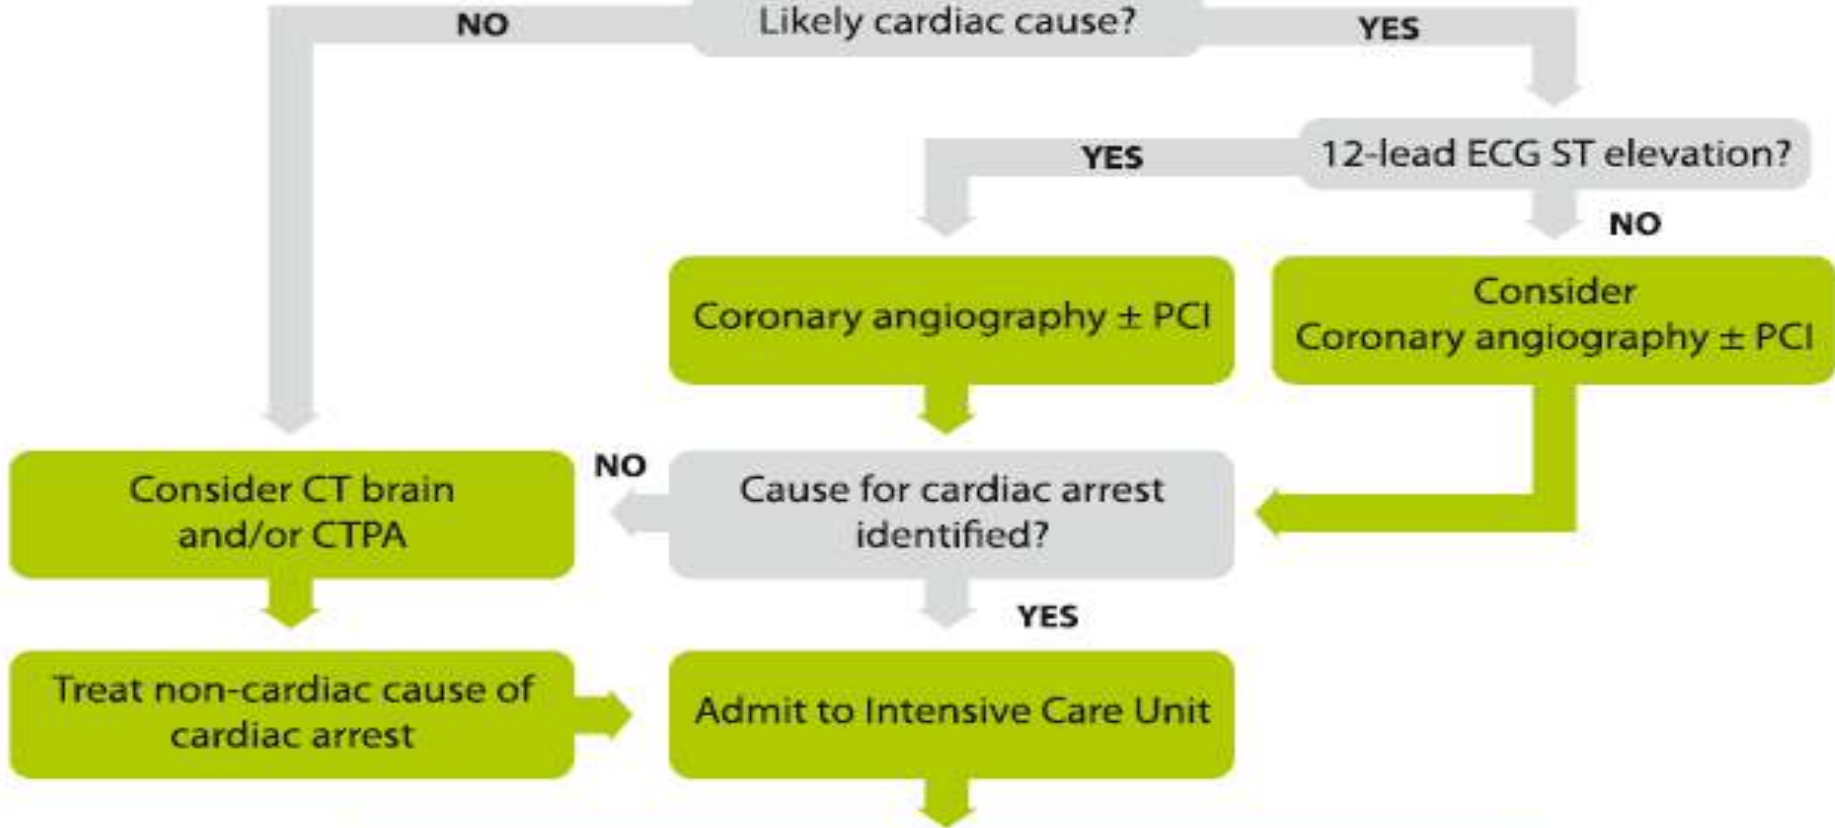 Likely cardiac cause?
NO
YES
12-lead ECG ST elevation?
YES
NO
Coronary angiography ± PCI
Consider
Coronary angiography ± PCI
Consider CT brain
and/or CTPA
NO
Cause for cardiac arrest
identified?
YES
Treat non-cardiac cause of
cardiac arrest
Admit to Intensive Care Unit